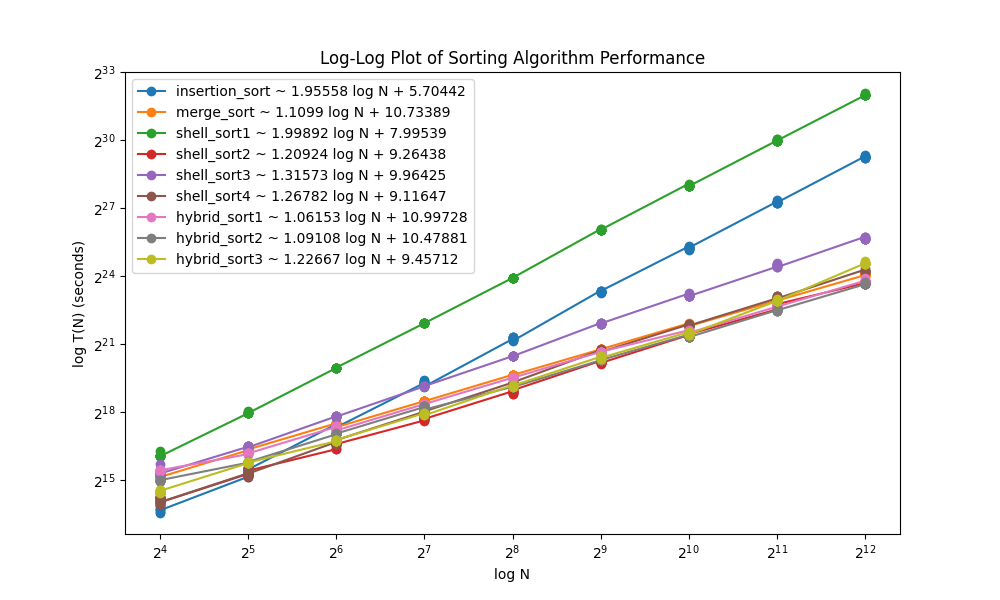 Log-Log Plot of Sorting Algorithm Performance
log T(N) (seconds)
2^33
2^30
2^27
2^24
2^21
2^18
2^15
insertion_sort ~ 1.95558 log N + 5.70442
merge_sort ~ 1.1099 log N + 10.73389
shell_sort1 ~ 1.99892 log N + 7.99539
shell_sort2 ~ 1.20924 log N + 9.26438
shell_sort3 ~ 1.31573 log N + 9.96425
shell_sort4 ~ 1.26782 log N + 9.11647
hybrid_sort1 ~ 1.06153 log N + 10.99728
hybrid_sort2 ~ 1.09108 log N + 10.47881
hybrid_sort3 ~ 1.22667 log N + 9.45712
2^4 2^5 2^6 2^7 2^8 2^9 2^10 2^11 2^12
log N